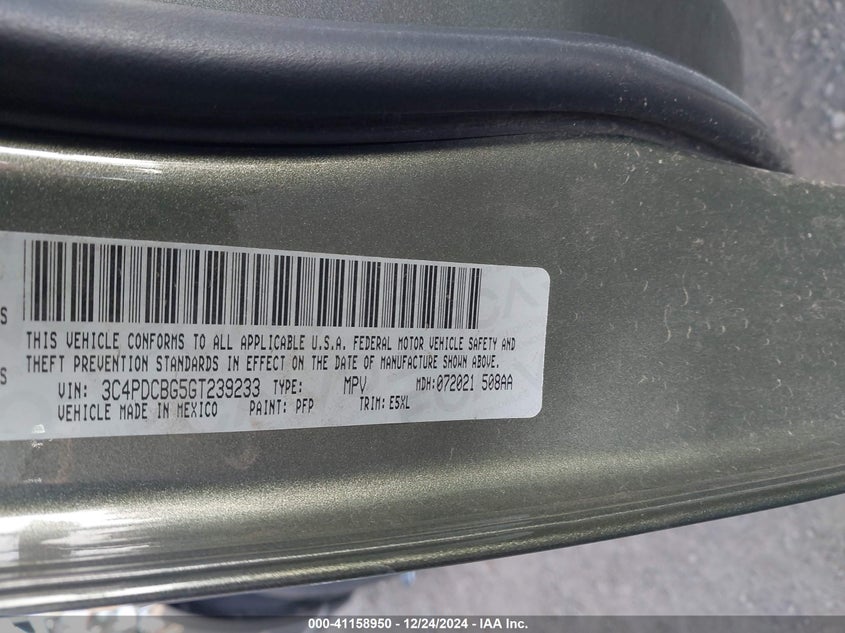 S
THIS VEHICLE CONFORMS TO ALL APPLICABLE U.S.A. FEDERAL MOTOR VEHICLE SAFETY AND
THEFT PREVENTION STANDARDS IN EFFECT ON THE DATE OF MANUFACTURE SHOWN ABOVE.
S
VIN: 3C4PDCBG5GT239233 TYPE: MPV MDH:072021 508AA
VEHICLE MADE IN MEXICO PAINT: PFP TRIM: E5XL
000-41158950 - 12/24/2024 - IAA Inc.